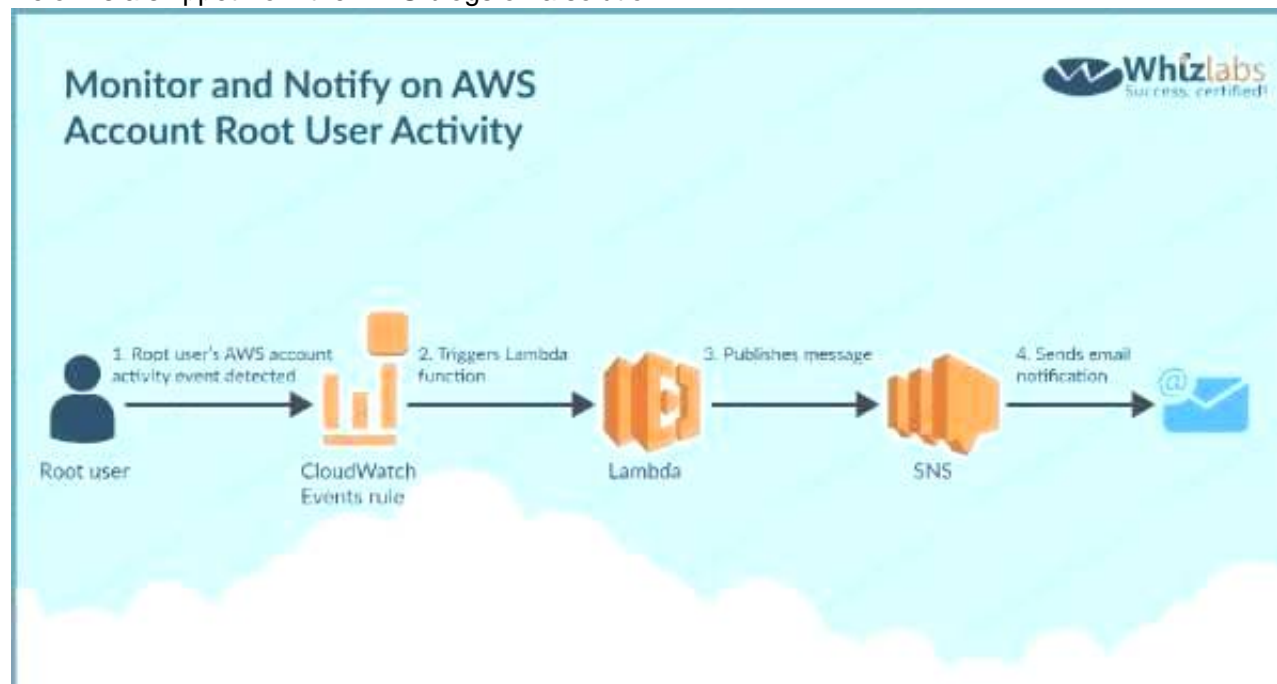 Monitor and Notify on AWS
Account Root User Activity
Whizlabs
Success. certified!
1. Root user's AWS account
activity event detected
2. Triggers Lambda
function
3. Publishes message
4. Sends email
notification
@
Root user
CloudWatch
Events rule
Lambda
SNS